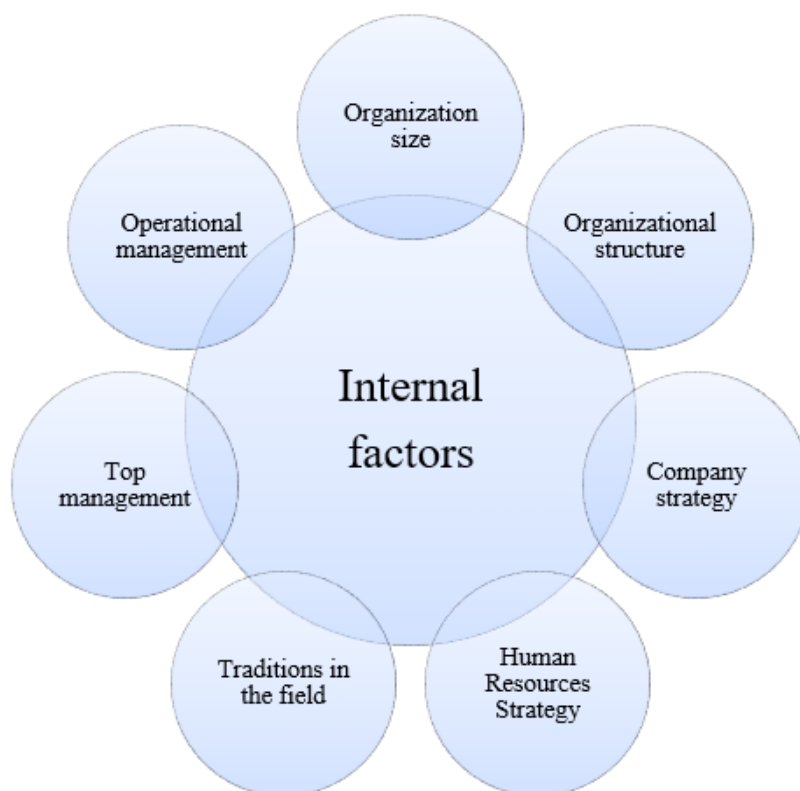 Organization
size
Organizational
structure
Company
strategy
Human
Resources
Strategy
Traditions in
the field
Top
management
Operational
management
Internal
factors